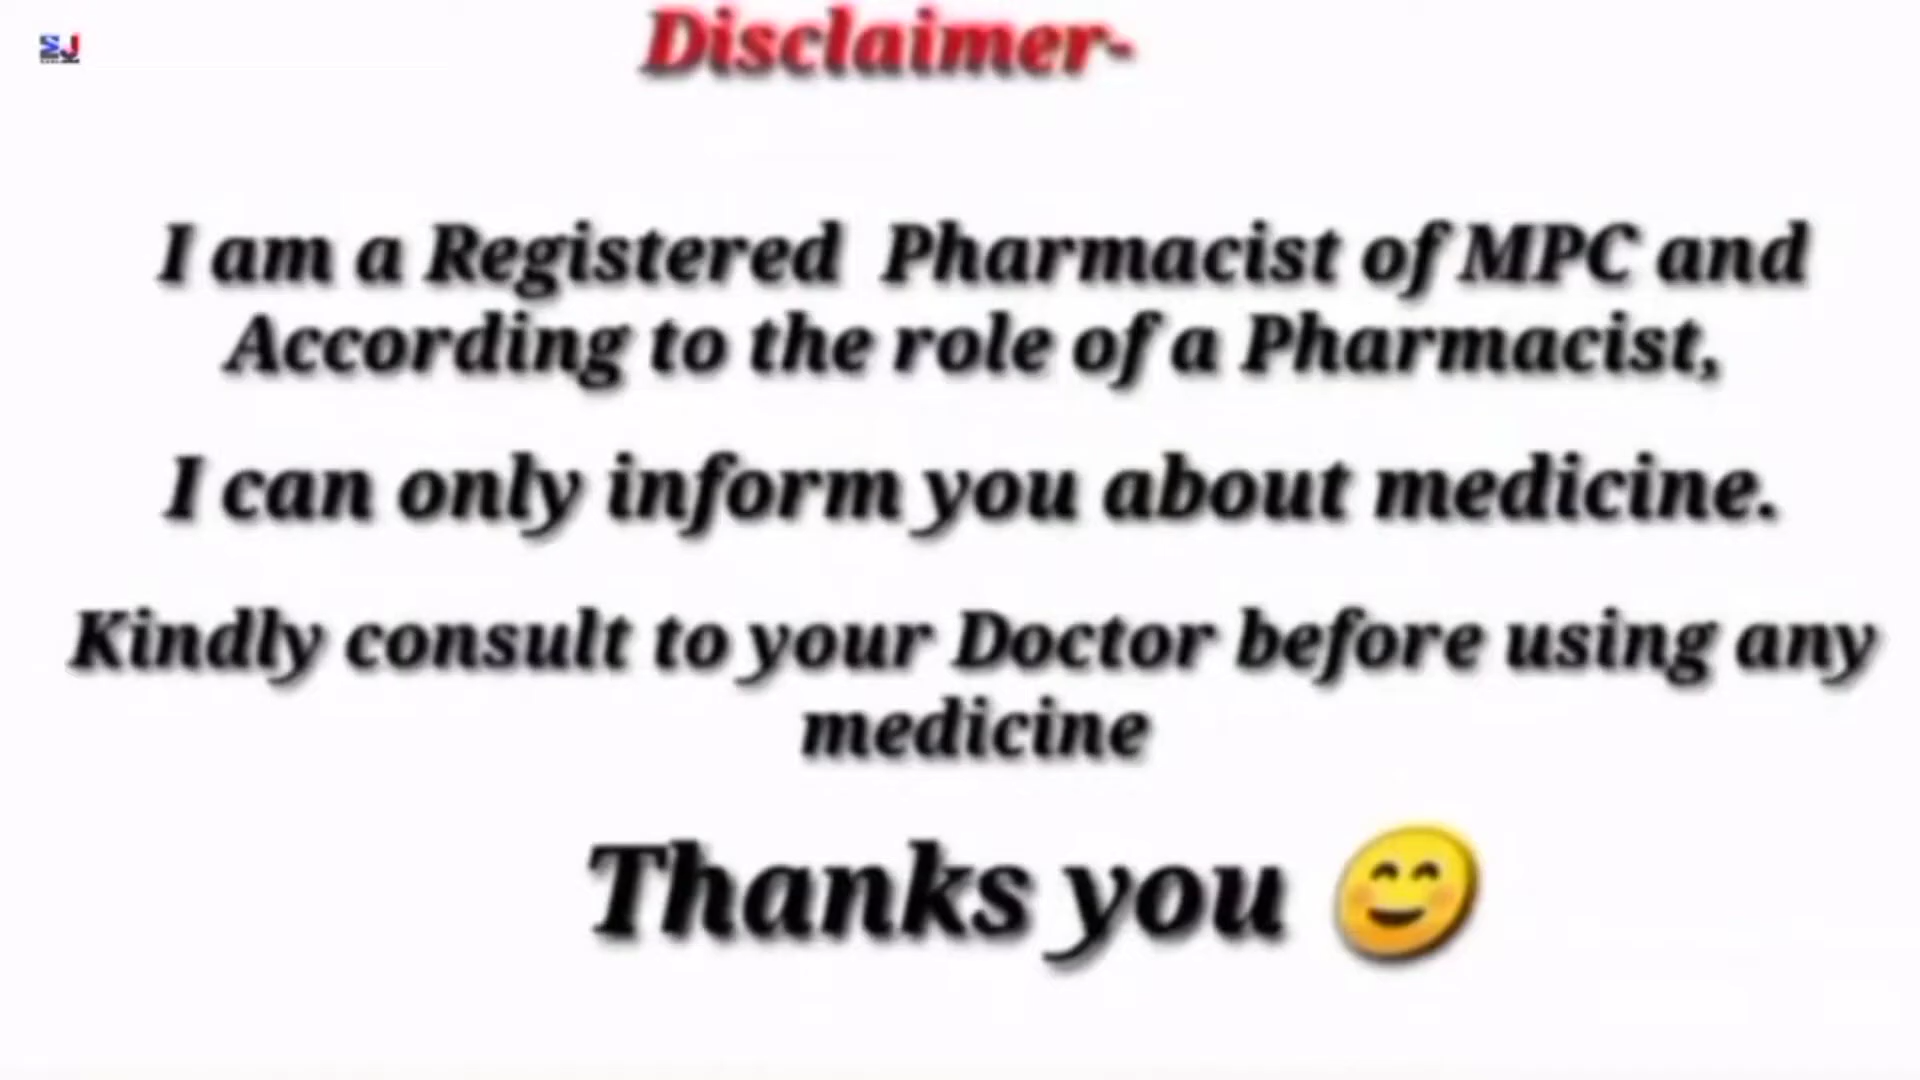 Disclaimer-
I am a Registered Pharmacist of MPC and
According to the role of a Pharmacist,
I can only inform you about medicine.
Kindly consult to your Doctor before using any
medicine
Thanks you 😊